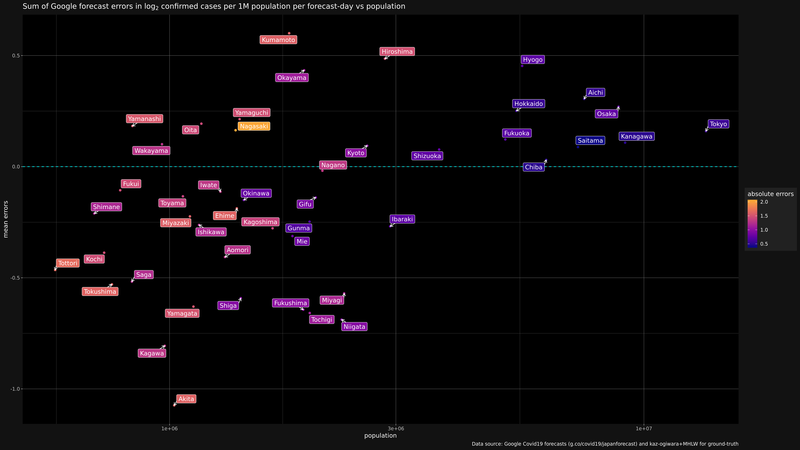 Sum of Google forecast errors in log₂ confirmed cases per 1M population per forecast-day vs population
Kumamoto
Hiroshima
0.5
Hyogo
Okayama
Aichi
Hokkaido
Yamaguchi
Osaka
Yamanashi
Tokyo
Nagasaki
Oita
Fukuoka
Kanagawa
Saitama
Wakayama
Kyoto
Shizuoka
0.0
Nagano
Chiba
Fukui
Iwate
Okinawa
Toyama
Gifu
Shimane
Ehime
Ibaraki
Miyazaki
Kagoshima
Gunma
Ishikawa
Mie
Aomori
Kochi
Tottori
Saga
-0.5
Tokushima
Miyagi
Fukushima
Shiga
Yamagata
Tochigi
Niigata
Kagawa
-1.0
Akita
mean errors
1e+06
3e+06
1e+07
population
absolute errors
2.0
1.5
1.0
0.5
Data source: Google Covid19 forecasts (g.co/covid19/japanforecast) and kaz-ogiwara+MHLW for ground-truth